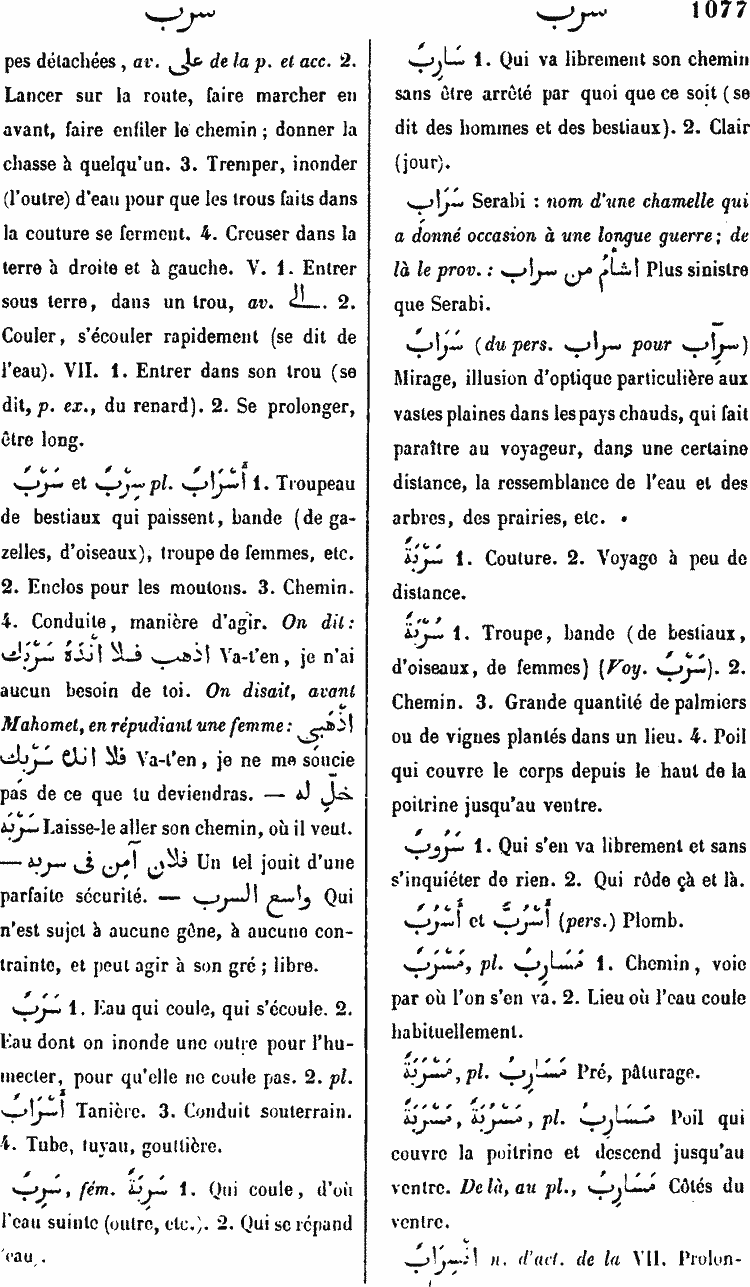 سرب
سرب 1077
pes détachées, av. على de la p. et acc. 2.
Lancer sur la route, faire marcher en
avant, faire enfiler le chemin ; donner la
chasse à quelqu'un. 3. Tremper, inonder
(l'outre) d'eau pour que les trous faits dans
la couture se ferment. 4. Creuser dans la
terre à droite et à gauche. V. 1. Entrer
sous terre, dans un trou, av. الى. 2.
Couler, s'écouler rapidement (se dit de
l'eau). VII. 1. Entrer dans son trou (se
dit, p. ex., du renard). 2. Se prolonger,
être long.
سَرْبٌ et سِرْبٌ pl. أَسْرَابٌ 1. Troupeau
de bestiaux qui paissent, bande (de ga-
zelles, d'oiseaux), troupe de femmes, etc.
2. Enclos pour les moutons. 3. Chemin.
4. Conduite, manière d'agir. On dit:
اذهب فلا انده سَرْبَك Va-t'en, je n'ai
aucun besoin de toi. On disait, avant
Mahomet, en répudiant une femme : اذْهَبِى
فلا انده سَرْبَك Va-t'en, je ne me soucie
pas de ce que tu deviendras. — خلّ له
سَرْبَه Laisse-le aller son chemin, où il veut.
— فلان آمن فى سربه Un tel jouit d'une
parfaite sécurité. — واسع السرب Qui
n'est sujet à aucune gêne, à aucune con-
trainte, et peut agir à son gré ; libre.
سَرَبٌ 1. Eau qui coule, qui s'écoule. 2.
Eau dont on inonde une outre pour l'hu-
mecter, pour qu'elle ne coule pas. 2. pl.
أَسْرَابٌ Tanière. 3. Conduit souterrain.
4. Tube, tuyau, gouttière.
سَرِبٌ, fém. سَرِبَةٌ 1. Qui coule, d'où
l'eau suinte (outre, etc.). 2. Qui se répand
eau.
سَارِبٌ 1. Qui va librement son chemin
sans être arrêté par quoi que ce soit (se
dit des hommes et des bestiaux). 2. Clair
(jour).
سَرَابِ Serabi : nom d'une chamelle qui
a donné occasion à une longue guerre ; de
là le prov. : اشأم من سراب Plus sinistre
que Serabi.
سَرَابٌ (du pers. سراب pour سرآب)
Mirage, illusion d'optique particulière aux
vastes plaines dans les pays chauds, qui fait
paraître au voyageur, dans une certaine
distance, la ressemblance de l'eau et des
arbres, des prairies, etc.
سَرْبَةٌ 1. Couture. 2. Voyage à peu de
distance.
سُرْبَةٌ 1. Troupe, bande (de bestiaux,
d'oiseaux, de femmes) (Voy. سَرْبٌ). 2.
Chemin. 3. Grande quantité de palmiers
ou de vignes plantés dans un lieu. 4. Poil
qui couvre le corps depuis le haut de la
poitrine jusqu'au ventre.
سَرُوبٌ 1. Qui s'en va librement et sans
s'inquiéter de rien. 2. Qui rôde çà et là.
أُسْرُبٌ et أُسْرُبٌّ (pers.) Plomb.
مَسْرَبٌ, pl. مَسَارِبُ 1. Chemin, voie
par où l'on s'en va. 2. Lieu où l'eau coule
habituellement.
مَسْرَبَةٌ, pl. مَسَارِبُ Pré, pâturage.
مَسْرَبَةٌ, مَسْرُبَةٌ, pl. مَسَارِبُ Poil qui
couvre la poitrine et descend jusqu'au
ventre. De là, au pl., مَسَارِبُ Côtés du
ventre.
انْسِرَابٌ n. d'act. de la VII. Prolon-